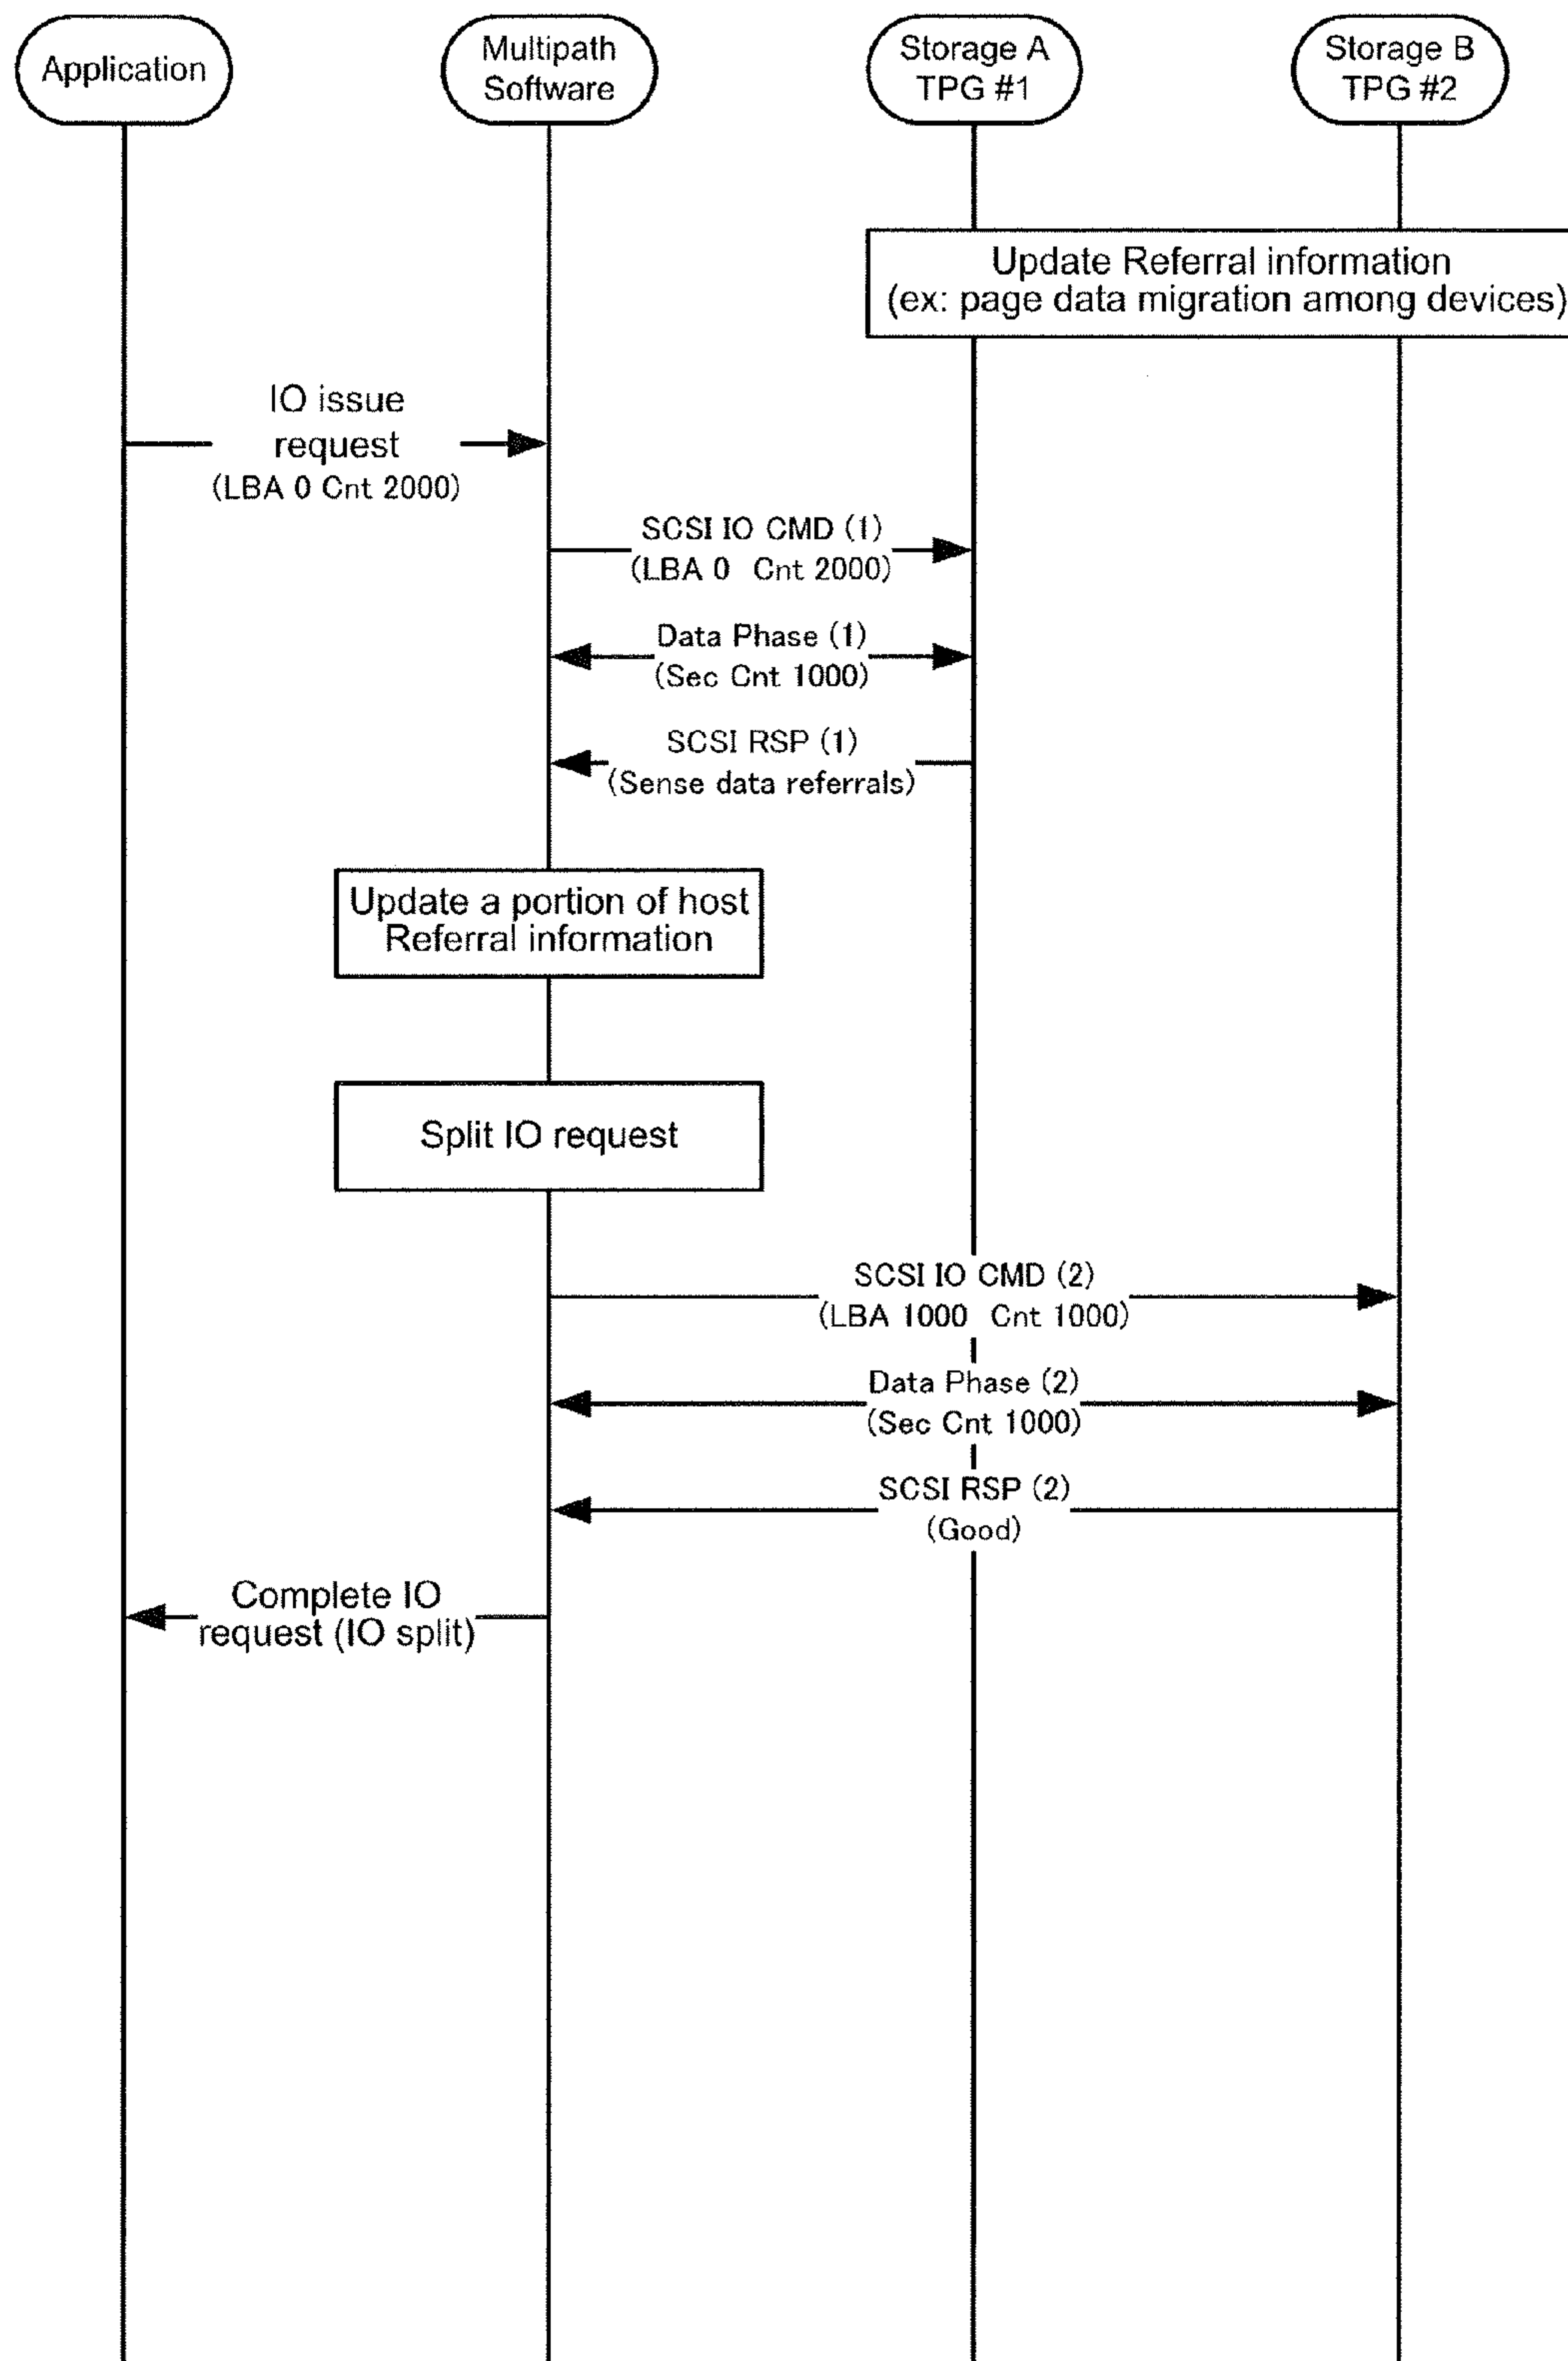 Application
Multipath
Software
Storage A
TPG #1
Storage B
TPG #2
Update Referral information
(ex: page data migration among devices)
IO issue
request
(LBA 0 Cnt 2000)
SCSI IO CMD (1)
(LBA 0 Cnt 2000)
Data Phase (1)
(Sec Cnt 1000)
SCSI RSP (1)
(Sense data referrals)
Update a portion of host
Referral information
Split IO request
SCSI IO CMD (2)
(LBA 1000 Cnt 1000)
Data Phase (2)
(Sec Cnt 1000)
SCSI RSP (2)
(Good)
Complete IO
request (IO split)